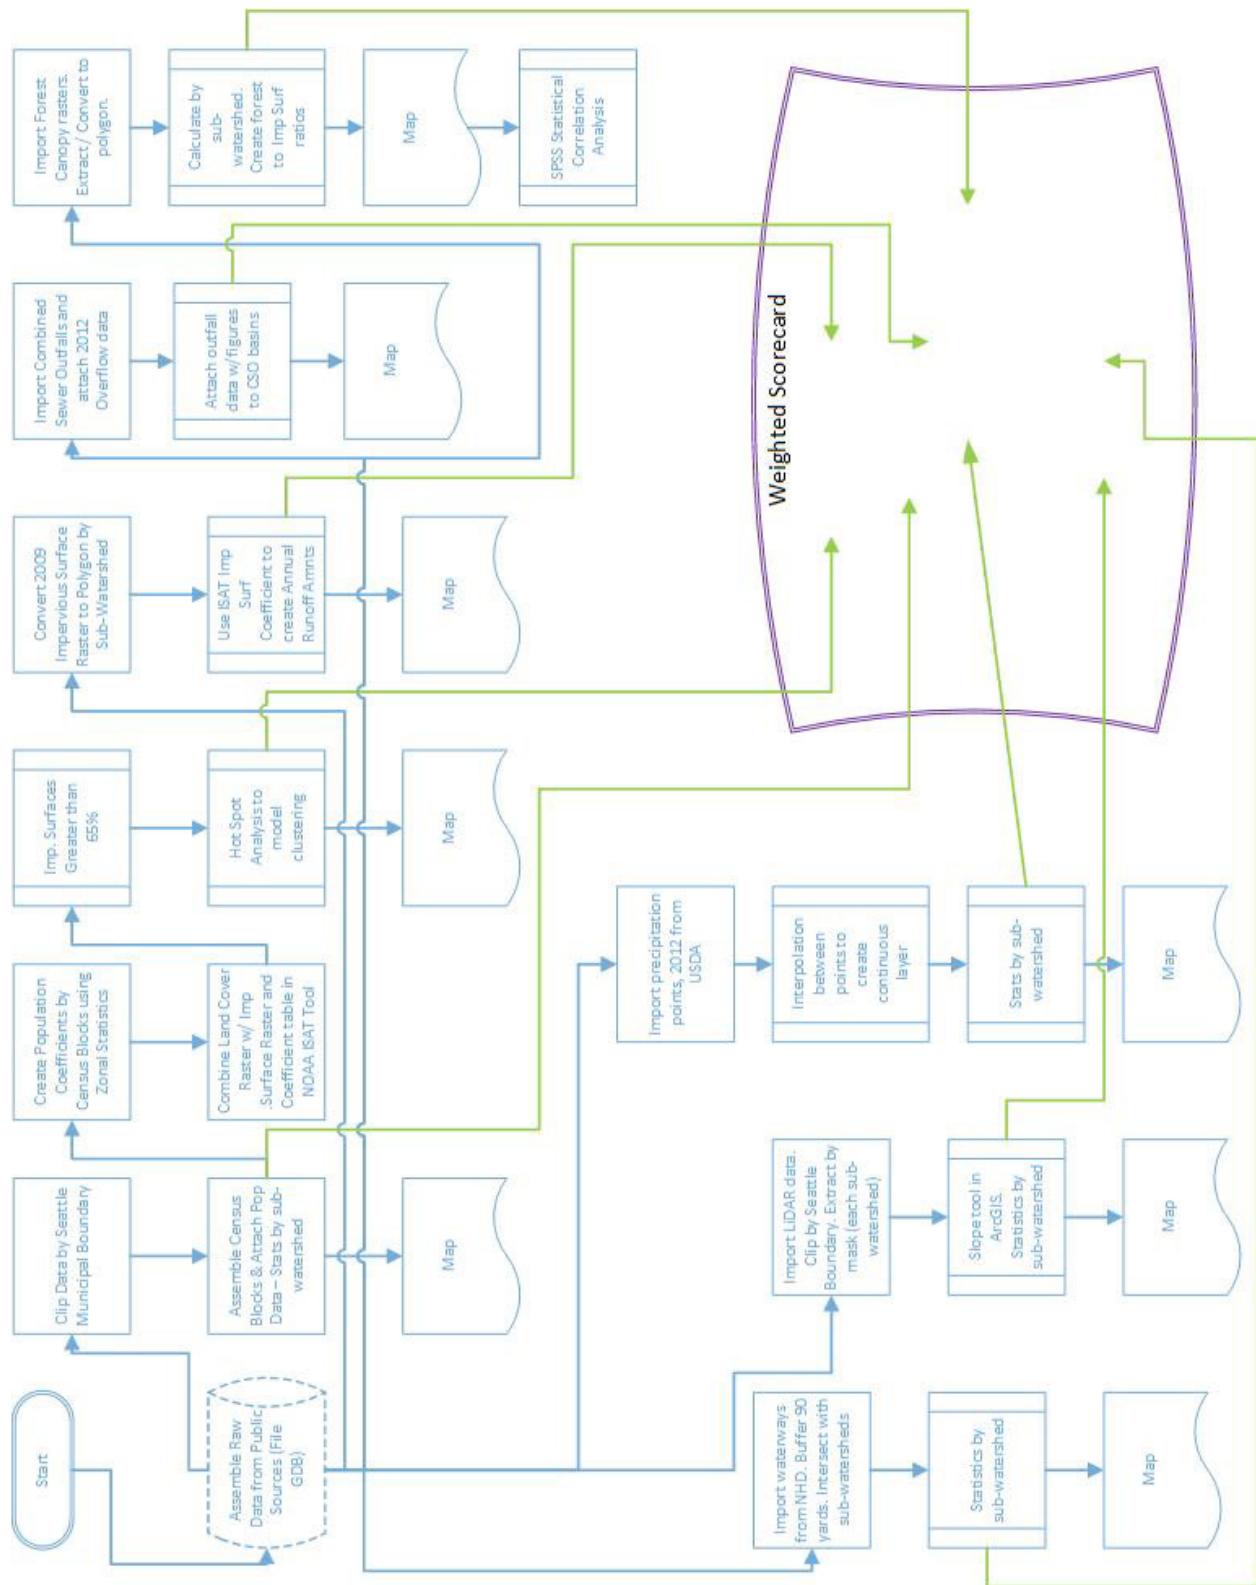 Start
Assemble Raw
Data from Public
Sources (File
GDB)
Clip Data by Seattle
Municipal Boundary
Assemble Census
Blocks & Attach Pop
Data – Stats by sub-
watershed
Map
Create Population
Coefficients by
Census Blocks using
Zonal Statistics
Combine Land Cover
Raster w/ Imp
.Surface Raster and
Coefficient table in
NOAA ISAT Tool
Imp. Surfaces
Greater than
65%
Hot Spot
Analysis to
model
clustering
Map
Convert 2009
Impervious Surface
Raster to Polygon by
Sub-Watershed
Use ISAT Imp
Surf
Coefficient to
create Annual
Runoff Amnts
Map
Import Combined
Sewer Outfalls and
attach 2012
Overflow data
Attach outfall
data w/figures
to CSO basins
Map
Import Forest
Canopy rasters.
Extract / Convert to
polygon.
Calculate by
sub-
watershed.
Create forest
to Imp Surf
ratios
Map
SPSS Statistical
Correlation
Analysis
Import waterways
from NHD. Buffer 90
yards. Intersect with
sub-watersheds
Statistics by
sub-watershed
Map
Import LiDAR data.
Clip by Seattle
Boundary. Extract by
mask (each sub-
watershed)
Slope tool in
ArcGIS.
Statistics by
sub-watershed
Map
Import precipitation
points, 2012 from
USDA
Interpolation
between
points to
create
continuous
layer
Stats by sub-
watershed
Map
Weighted Scorecard